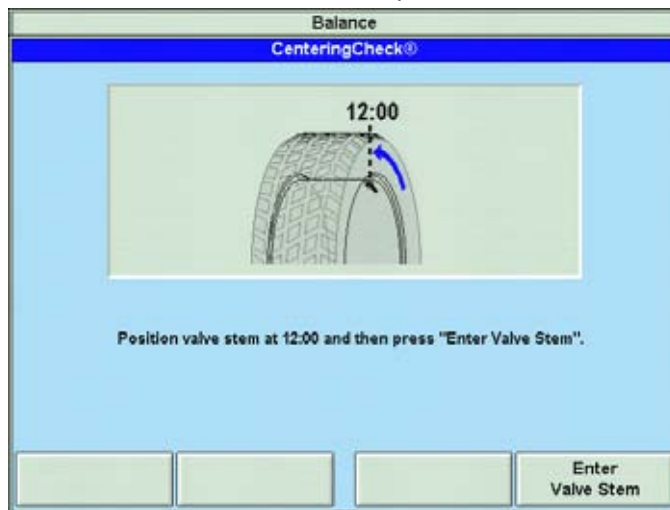 Balance
CenteringCheck®
12:00
Position valve stem at 12:00 and then press "Enter Valve Stem".
Enter
Valve Stem